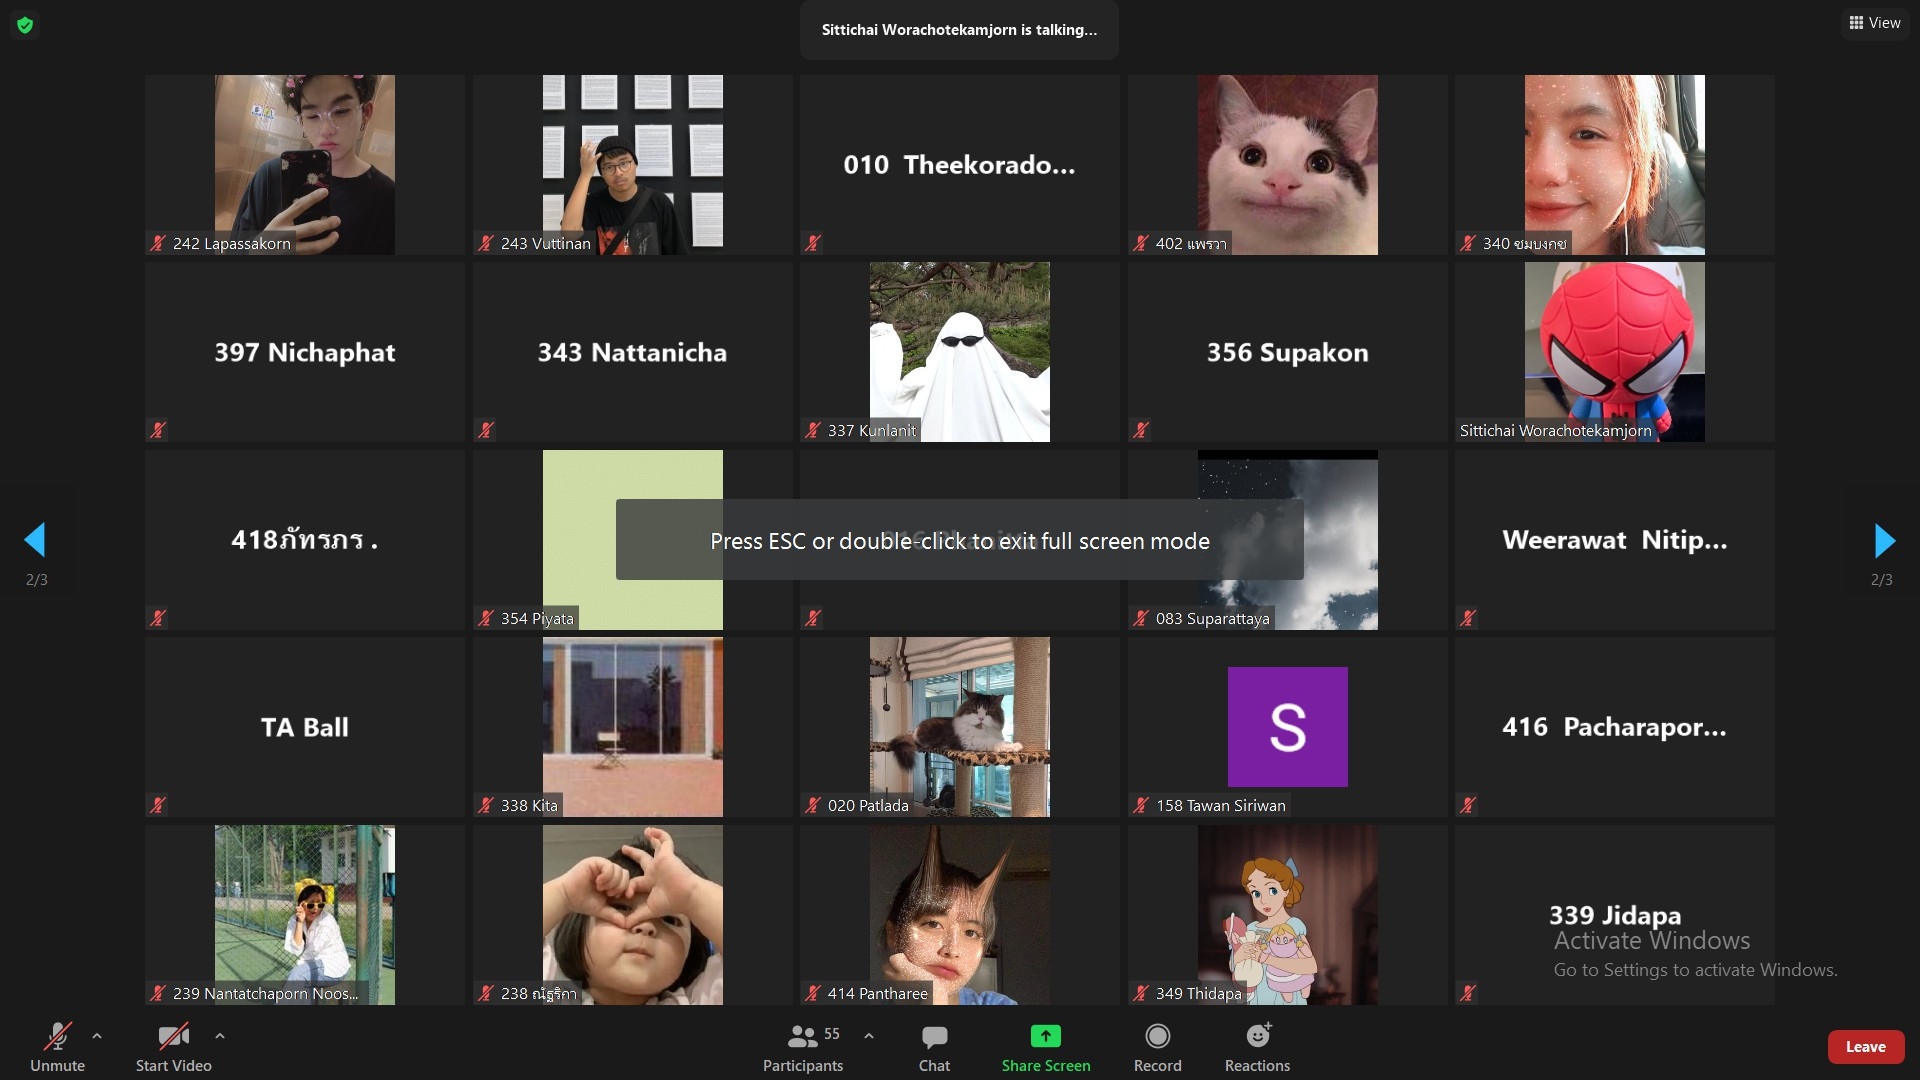 Sittichai Worachotekamjorn is talking...
View
242 Lapassakorn
243 Vuttinan
010 Theekorado...
402 แพรวา
340 ชมบงกช
397 Nichaphat
343 Nattanicha
337 Kunlanit
356 Supakon
Sittichai Worachotekamjorn
418ภัทรภร .
354 Piyata
Press ESC or double-click to exit full screen mode
083 Suparattaya
Weerawat Nitip...
2/3
2/3
TA Ball
338 Kita
020 Patlada
S
158 Tawan Siriwan
416 Pacharapor...
239 Nantatchaporn Noos...
238 ณัฐริกา
414 Pantharee
349 Thidapa
339 Jidapa
Activate Windows
Go to Settings to activate Windows.
Unmute
Start Video
55
Participants
Chat
Share Screen
Record
Reactions
Leave